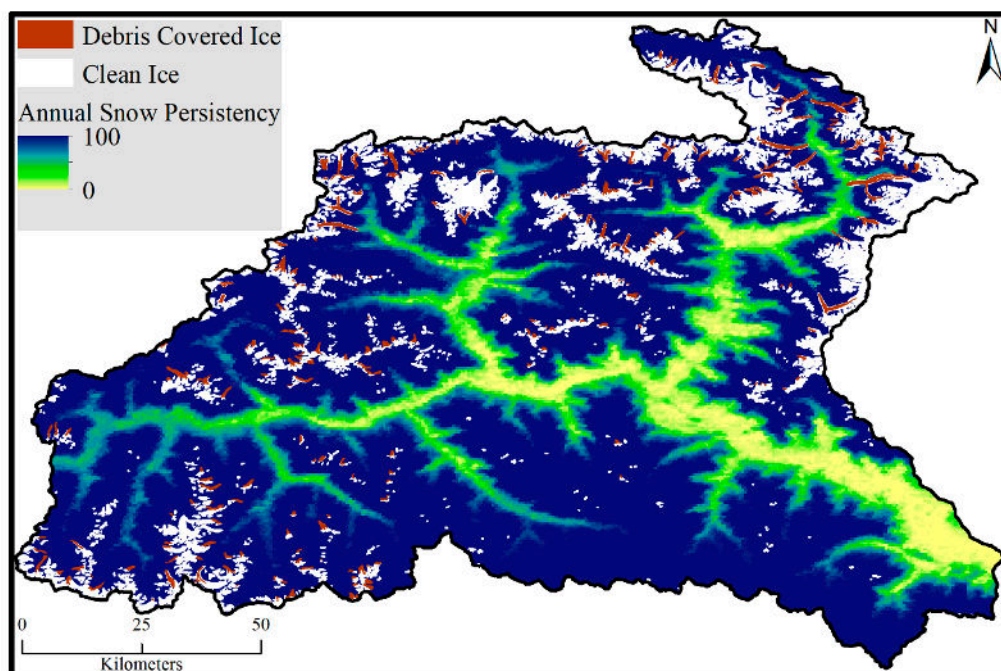 Debris Covered Ice
Clean Ice
Annual Snow Persistency
100
0
N
0 25 50
Kilometers